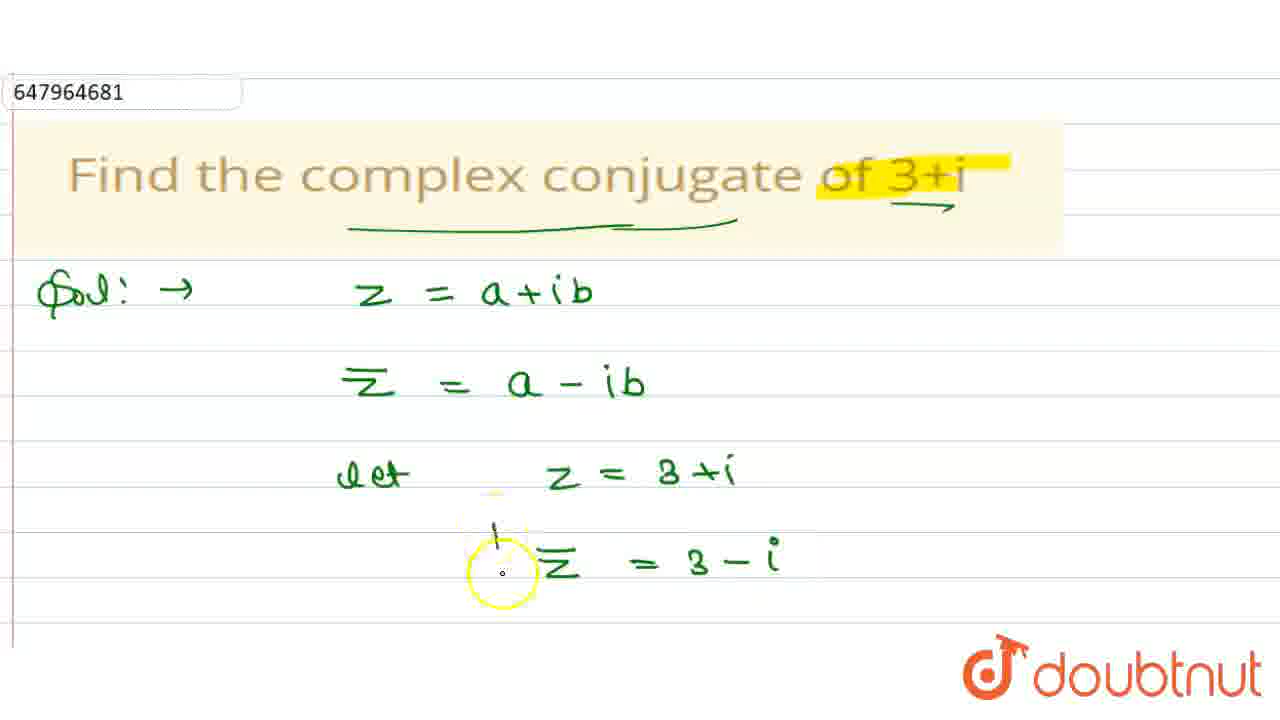 647964681
Find the complex conjugate of 3+i
Sol: → z = a+ib
z̅ = a - ib
let z = 3+i
z̅ = 3 - i
doubtnut